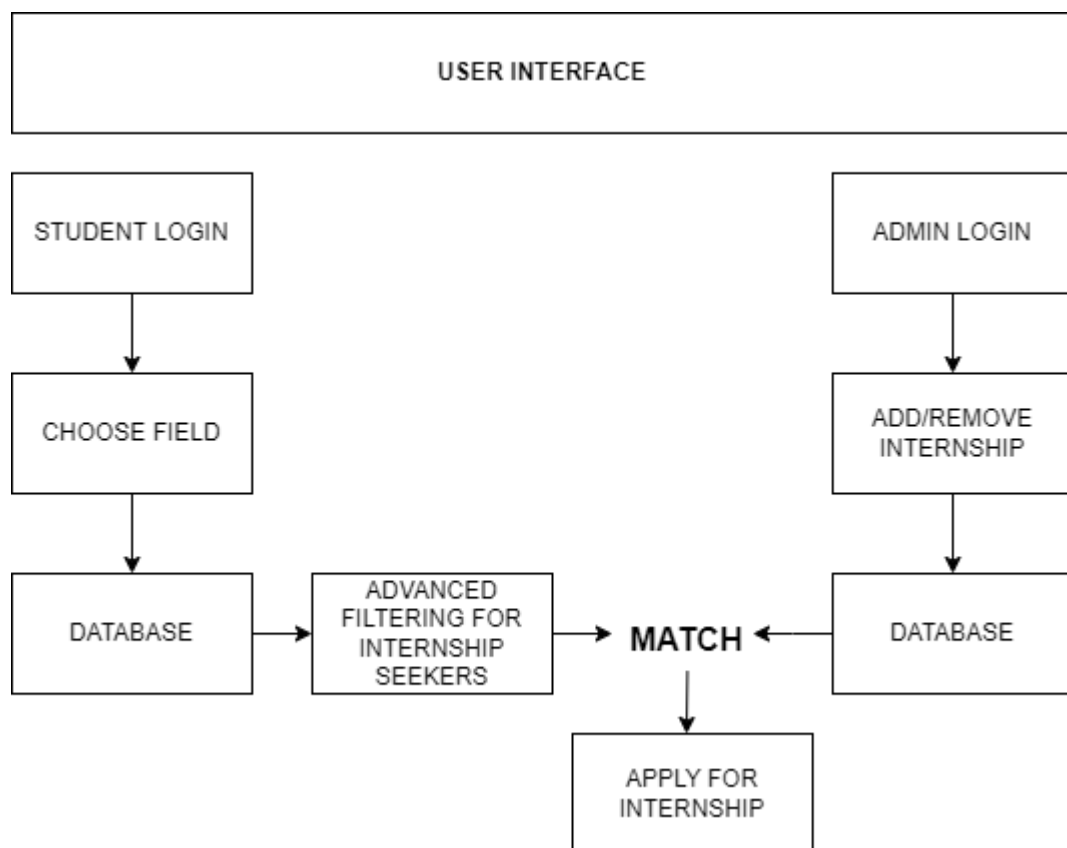 USER INTERFACE
STUDENT LOGIN
ADMIN LOGIN
CHOOSE FIELD
ADD/REMOVE
INTERNSHIP
DATABASE
ADVANCED
FILTERING FOR
INTERNSHIP
SEEKERS
MATCH
DATABASE
APPLY FOR
INTERNSHIP